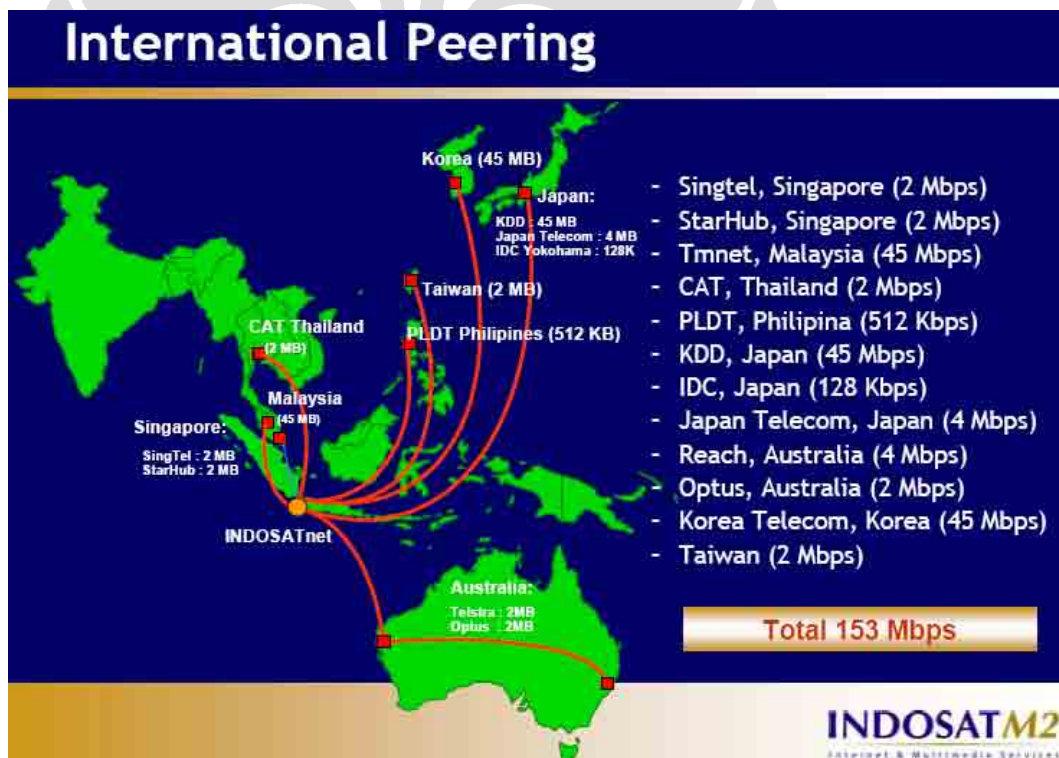 International Peering
Korea (45 MB)
Japan:
KDD : 45 MB
Japan Telecom : 4 MB
IDC Yokohama : 128K
Taiwan (2 MB)
CAT Thailand
(2 MB)
PLDT Philipines (512 KB)
Malaysia
(45 MB)
Singapore:
SingTel : 2 MB
StarHub : 2 MB
INDOSATnet
Australia:
Telstra : 2MB
Optus : 2MB
- Singtel, Singapore (2 Mbps)
- StarHub, Singapore (2 Mbps)
- Tmnet, Malaysia (45 Mbps)
- CAT, Thailand (2 Mbps)
- PLDT, Philipina (512 Kbps)
- KDD, Japan (45 Mbps)
- IDC, Japan (128 Kbps)
- Japan Telecom, Japan (4 Mbps)
- Reach, Australia (4 Mbps)
- Optus, Australia (2 Mbps)
- Korea Telecom, Korea (45 Mbps)
- Taiwan (2 Mbps)
Total 153 Mbps
INDOSATM2
Internet & Multimedia Services